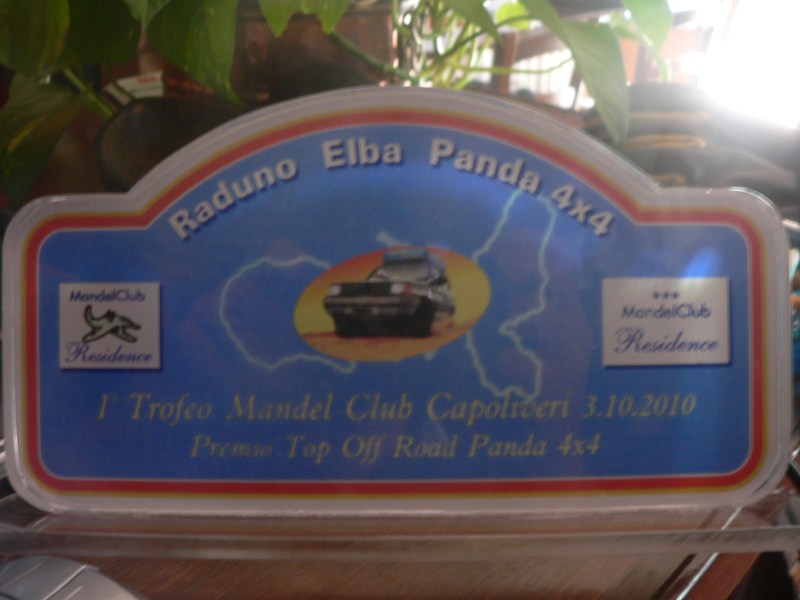 Raduno Elba Panda 4x4
MandelClub
Residence
***
MandelClub
Residence
1° Trofeo Mandel Club Capoliveri 3.10.2010
Premio Top Off Road Panda 4x4